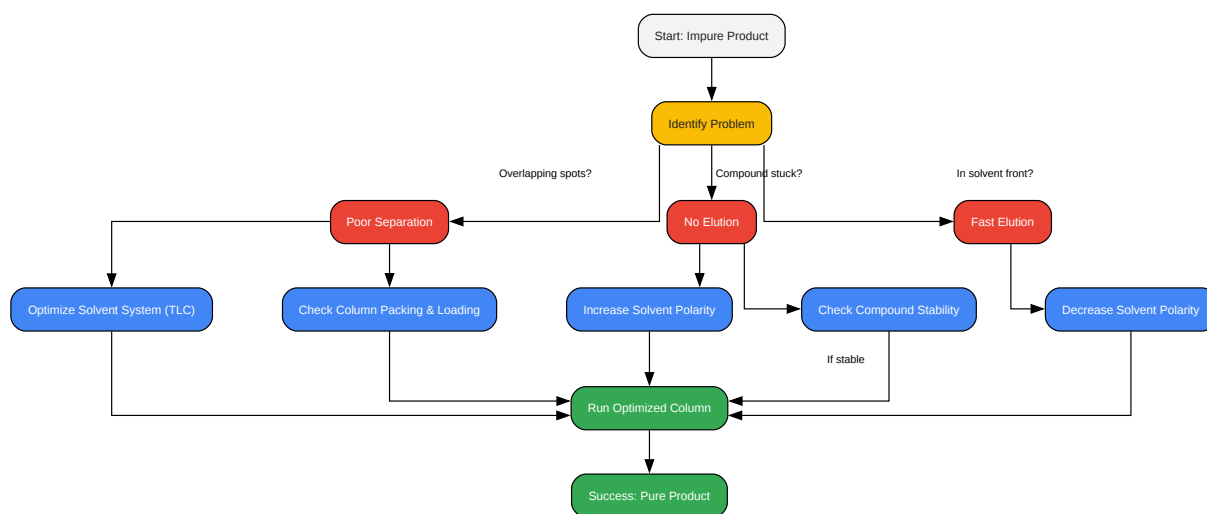 Start: Impure Product
Identify Problem
Overlapping spots?
Compound stuck?
In solvent front?
Poor Separation
No Elution
Fast Elution
Optimize Solvent System (TLC)
Check Column Packing & Loading
Increase Solvent Polarity
Check Compound Stability
Decrease Solvent Polarity
If stable
Run Optimized Column
Success: Pure Product